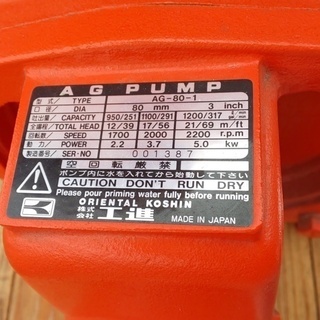 AG PUMP
型式/TYPE AG-80-1
口径/DIA 80 mm 3 inch
吐出量/CAPACITY 950/251 1100/291 1200/317
全揚程/TOTAL HEAD 12/39 17/56 21/69 m/ft
回転数/SPEED 1700 2000 2200 r.p.m
動力/POWER 2.2 3.7 5.0 kw
製造番号/SER·NO 001387
空回転厳禁
ポンプ内に水を入れてから始動して下さい
CAUTION DON'T RUN DRY
Please pour priming water fully before operating
ORIENTAL KOSHIN
株式会社 工進 MADE IN JAPAN